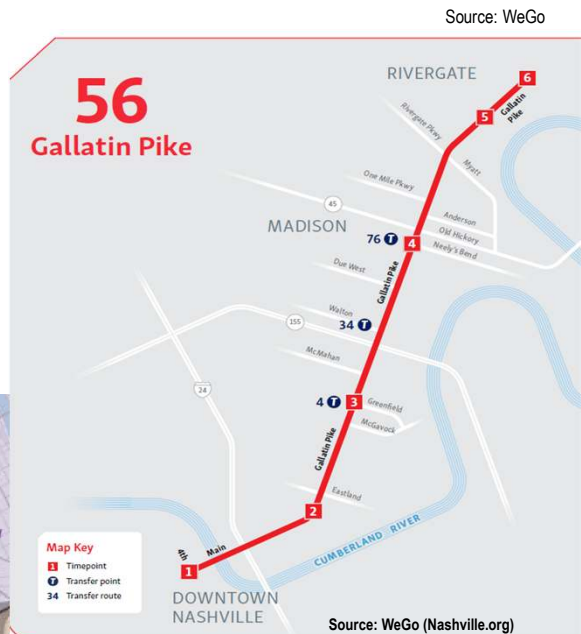 Source: WeGo
56
Gallatin Pike
RIVERGATE
6
5
Gallatin
Pike
Rivergate Pkwy
Myatt
One Mile Pkwy
45
MADISON
Anderson
Old Hickory
Neely's Bend
76 T
4
Due West
Gallatin Pike
Walton
34 T
155
McMahan
24
4 T
3
Greenfield
McGavock
Gallatin Pike
Eastland
2
CUMBERLAND RIVER
4th
Main
1
DOWNTOWN
NASHVILLE
Map Key
1 Timepoint
T Transfer point
34 Transfer route
Source: WeGo (Nashville.org)